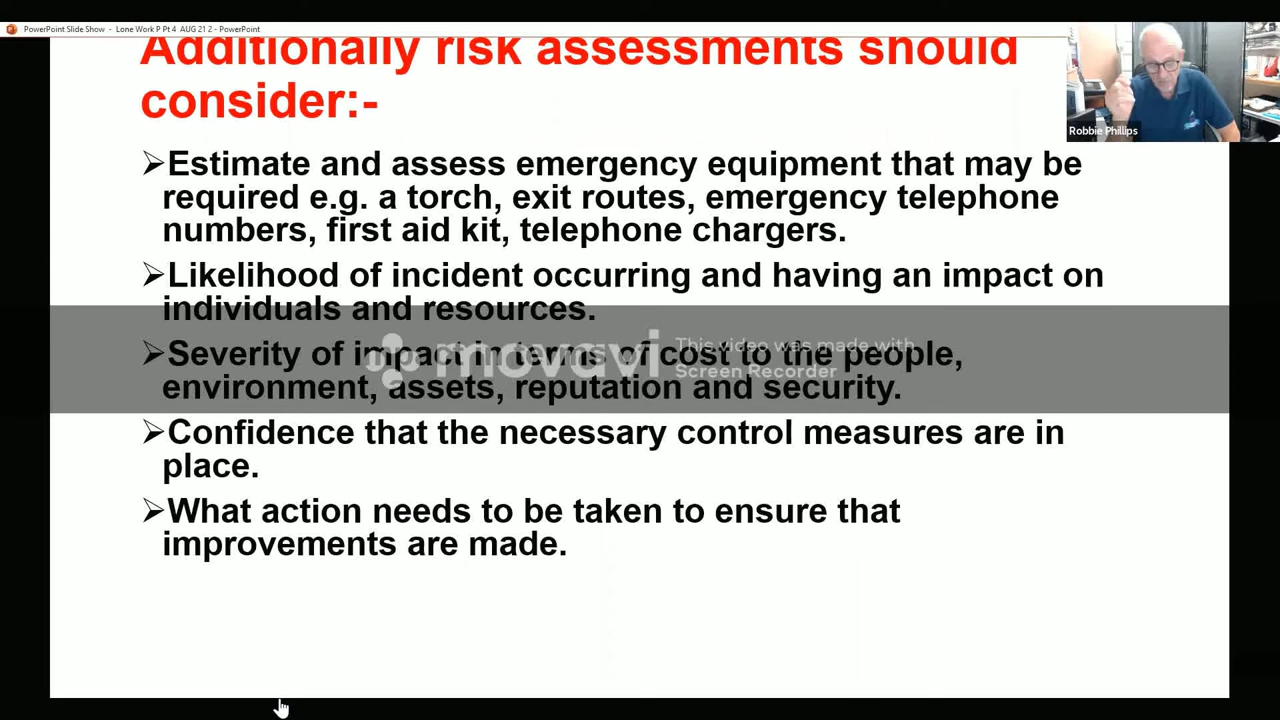 PowerPoint Slide Show - Lone Work P Pt 4 AUG 21 2 - PowerPoint
Additionally risk assessments should
consider:-
Robbie Phillips
➢Estimate and assess emergency equipment that may be
required e.g. a torch, exit routes, emergency telephone
numbers, first aid kit, telephone chargers.
➢Likelihood of incident occurring and having an impact on
individuals and resources.
➢Severity of impact in terms of cost to the people,
environment, assets, reputation and security.
movavi
This video was made with
Screen Recorder
➢Confidence that the necessary control measures are in
place.
➢What action needs to be taken to ensure that
improvements are made.